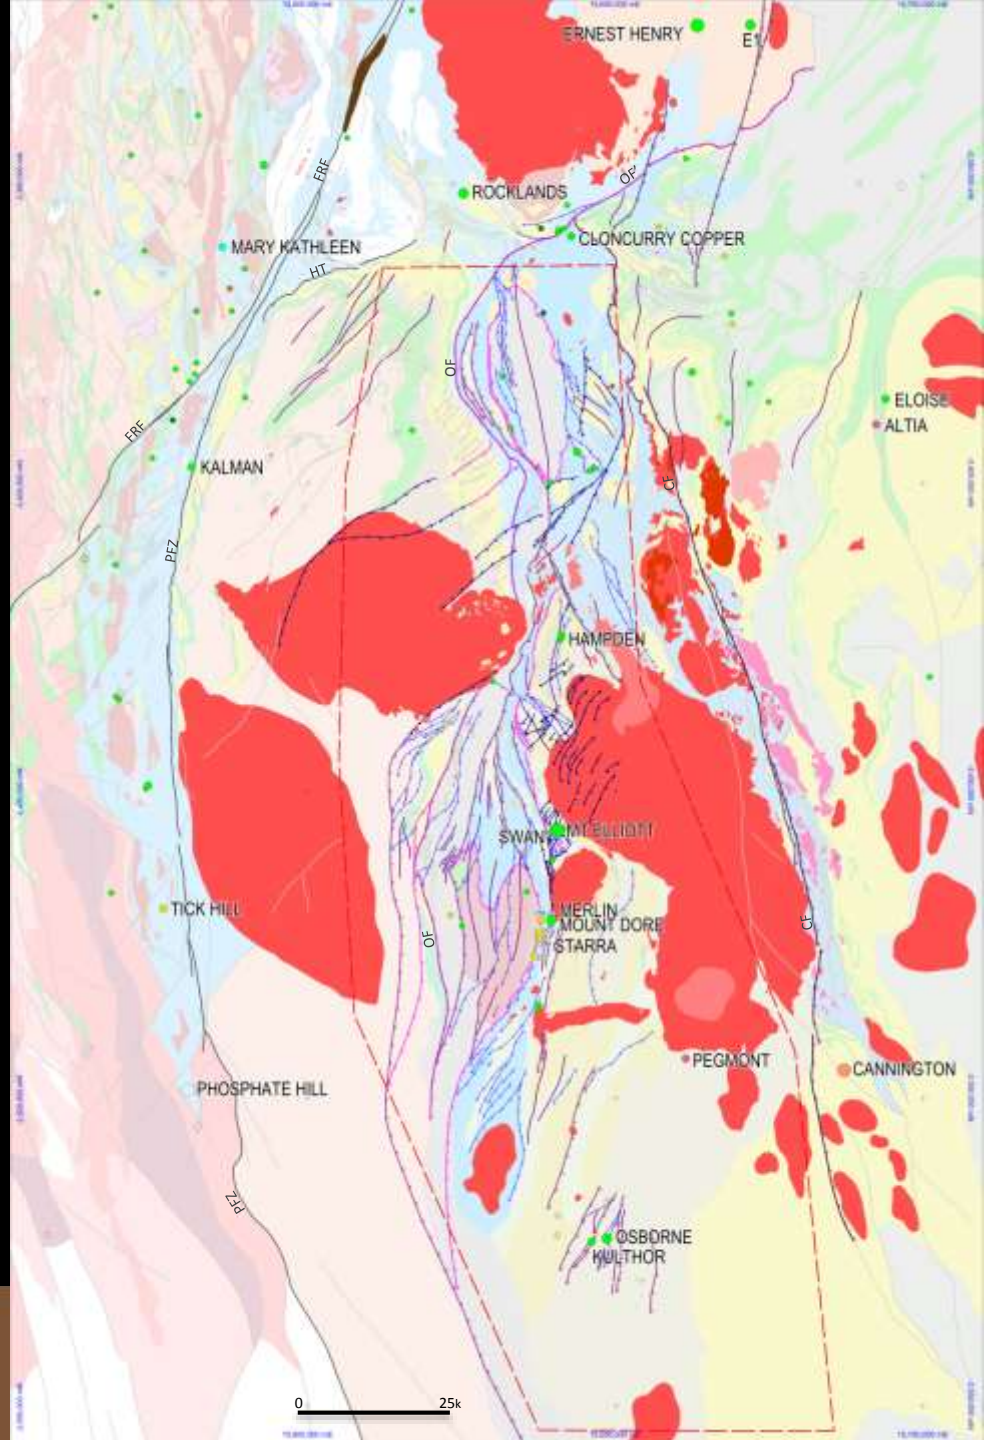 ERNEST HENRY
E1
FRF
OF
ROCKLANDS
CLONCURRY COPPER
MARY KATHLEEN
HT
OF
ELOISE
ALTIA
FRF
KALMAN
CF
PFZ
HAMPDEN
SWAN
MT ELLIOTT
TICK HILL
MERLIN
MOUNT DORE
STARRA
OF
CF
PEGMONT
CANNINGTON
PHOSPHATE HILL
PFZ
OSBORNE
KULTHOR
0 25k